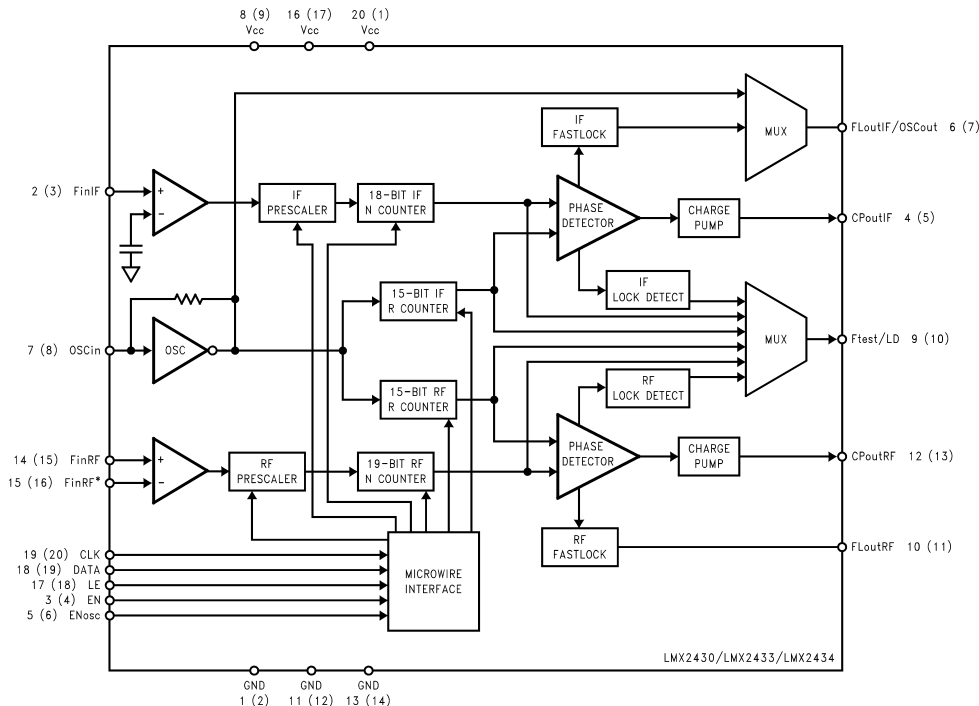 8 (9) 16 (17) 20 (1)
Vcc Vcc Vcc
FLoutIF/OSCout 6 (7)
MUX
IF
FASTLOCK
2 (3) FinIF
+
−
IF
PRESCALER
18-BIT IF
N COUNTER
PHASE
DETECTOR
CHARGE
PUMP
CPoutIF 4 (5)
15-BIT IF
R COUNTER
IF
LOCK DETECT
7 (8) OSCin
OSC
MUX
Ftest/LD 9 (10)
15-BIT RF
R COUNTER
RF
LOCK DETECT
14 (15) FinRF
15 (16) FinRF*
+
−
RF
PRESCALER
19-BIT RF
N COUNTER
PHASE
DETECTOR
CHARGE
PUMP
CPoutRF 12 (13)
RF
FASTLOCK
FLoutRF 10 (11)
19 (20) CLK
18 (19) DATA
17 (18) LE
3 (4) EN
5 (6) ENosc
MICROWIRE
INTERFACE
LMX2430/LMX2433/LMX2434
GND GND GND
1 (2) 11 (12) 13 (14)